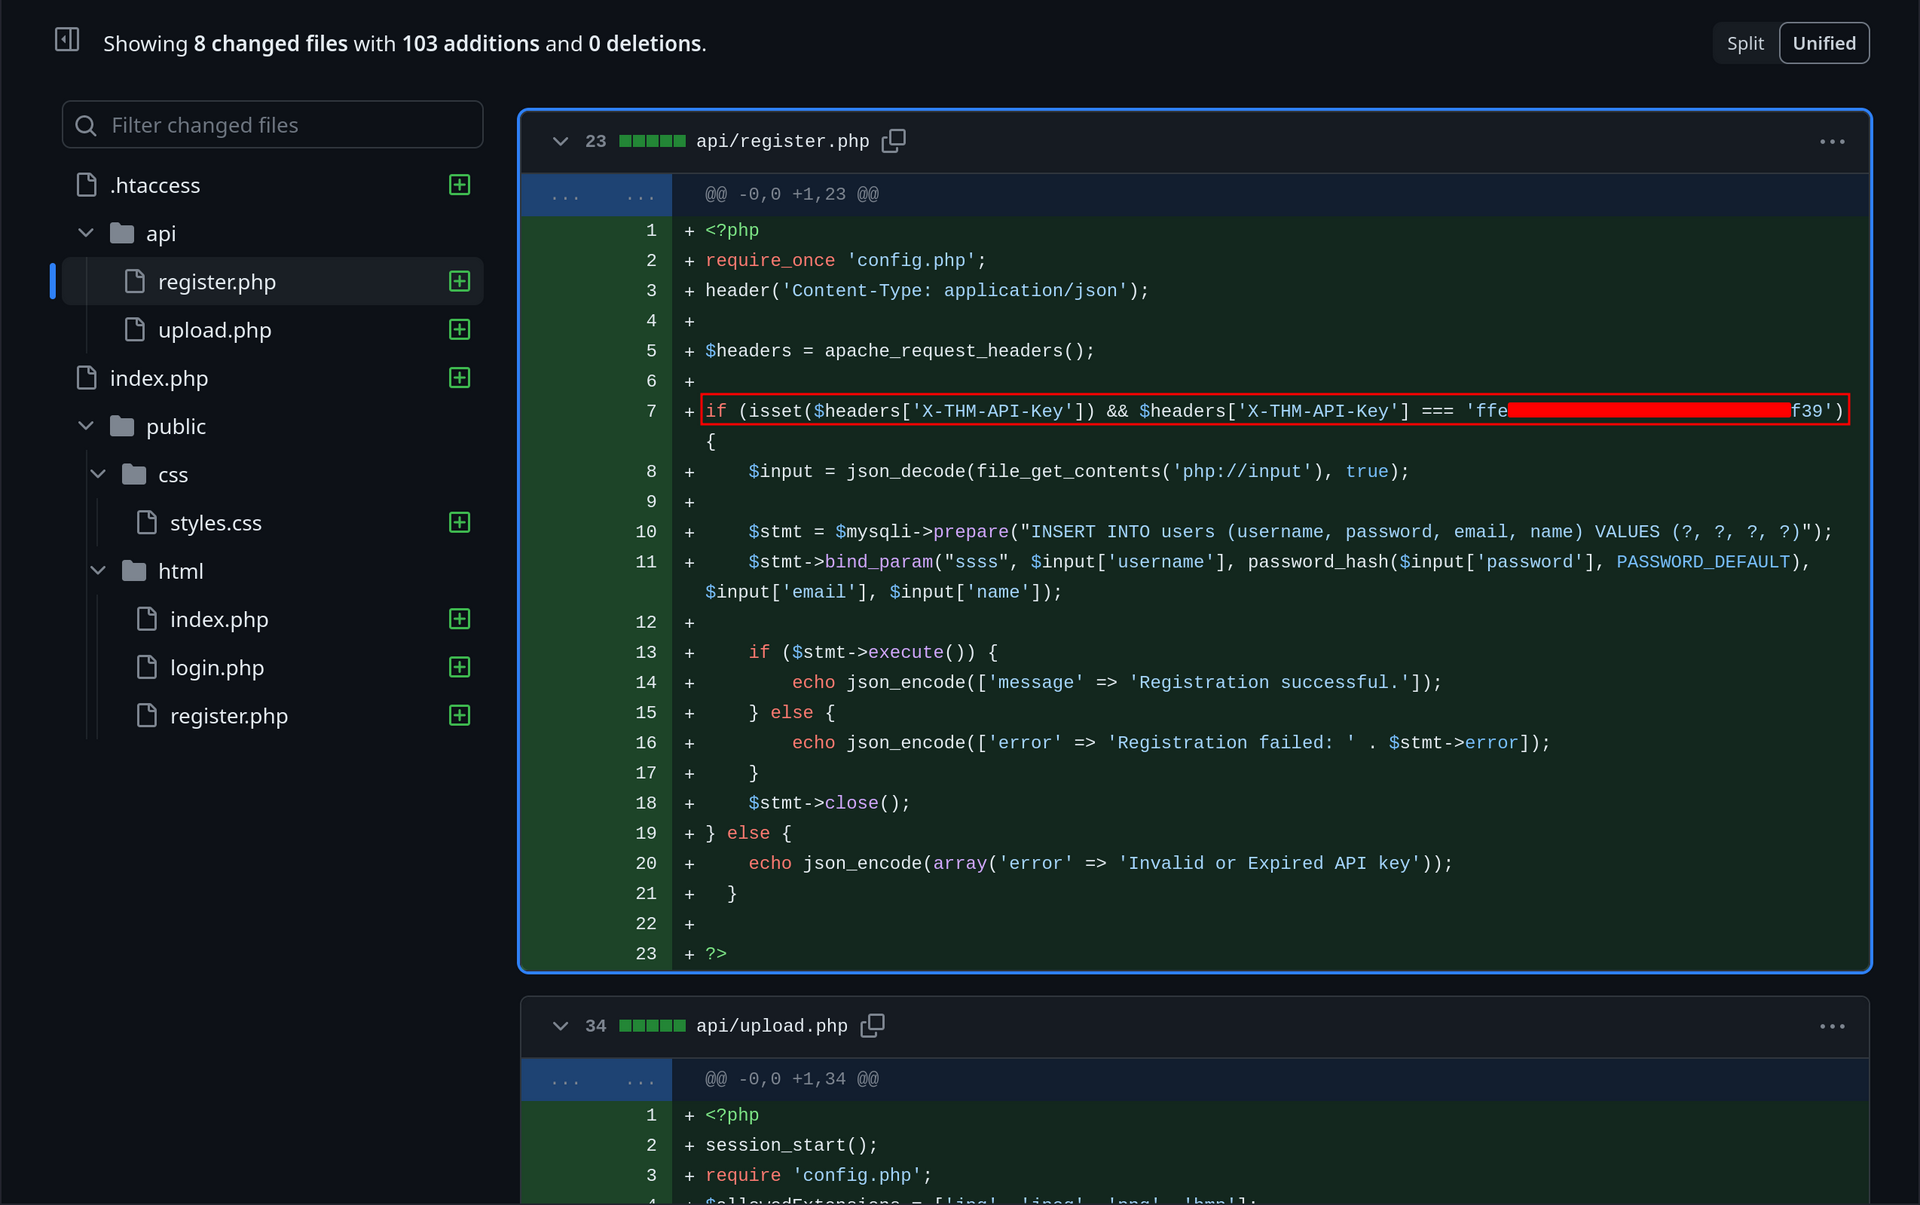 Showing 8 changed files with 103 additions and 0 deletions.
Split
Unified
Filter changed files
.htaccess
api
register.php
upload.php
index.php
public
css
styles.css
html
index.php
login.php
register.php
23 api/register.php
... ... @@ -0,0 +1,23 @@
1 + <?php
2 + require_once 'config.php';
3 + header('Content-Type: application/json');
4 +
5 + $headers = apache_request_headers();
6 +
7 + if (isset($headers['X-THM-API-Key']) && $headers['X-THM-API-Key'] === 'ffe f39')
{
8 +     $input = json_decode(file_get_contents('php://input'), true);
9 +
10 +     $stmt = $mysqli->prepare("INSERT INTO users (username, password, email, name) VALUES (?, ?, ?, ?)");
11 +     $stmt->bind_param("ssss", $input['username'], password_hash($input['password'], PASSWORD_DEFAULT),
$input['email'], $input['name']);
12 +
13 +     if ($stmt->execute()) {
14 +         echo json_encode(['message' => 'Registration successful.']);
15 +     } else {
16 +         echo json_encode(['error' => 'Registration failed: ' . $stmt->error]);
17 +     }
18 +     $stmt->close();
19 + } else {
20 +     echo json_encode(array('error' => 'Invalid or Expired API key'));
21 +   }
22 +
23 + ?>
34 api/upload.php
... ... @@ -0,0 +1,34 @@
1 + <?php
2 + session_start();
3 + require 'config.php';
4 + $allowedExtensions = ['jpg', 'jpeg', 'png', 'bmp'];